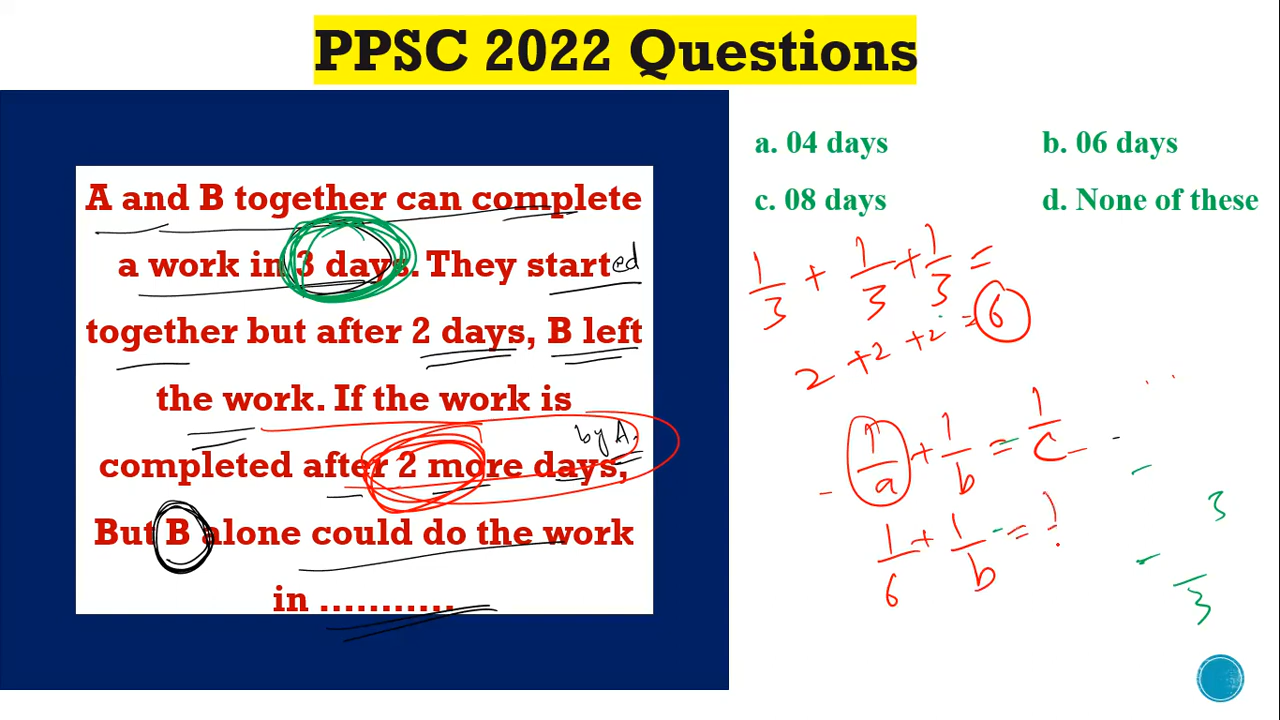 PPSC 2022 Questions
A and B together can complete
a work in 3 days. They started
together but after 2 days, B left
the work. If the work is
by A,
completed after 2 more days,
But B alone could do the work
in ............
a. 04 days b. 06 days
c. 08 days d. None of these
1/3 + 1/3 + 1/3 =
2 + 2 + 2 = 6
1/a + 1/b = 1/c
1/6 + 1/b = ?
3
3